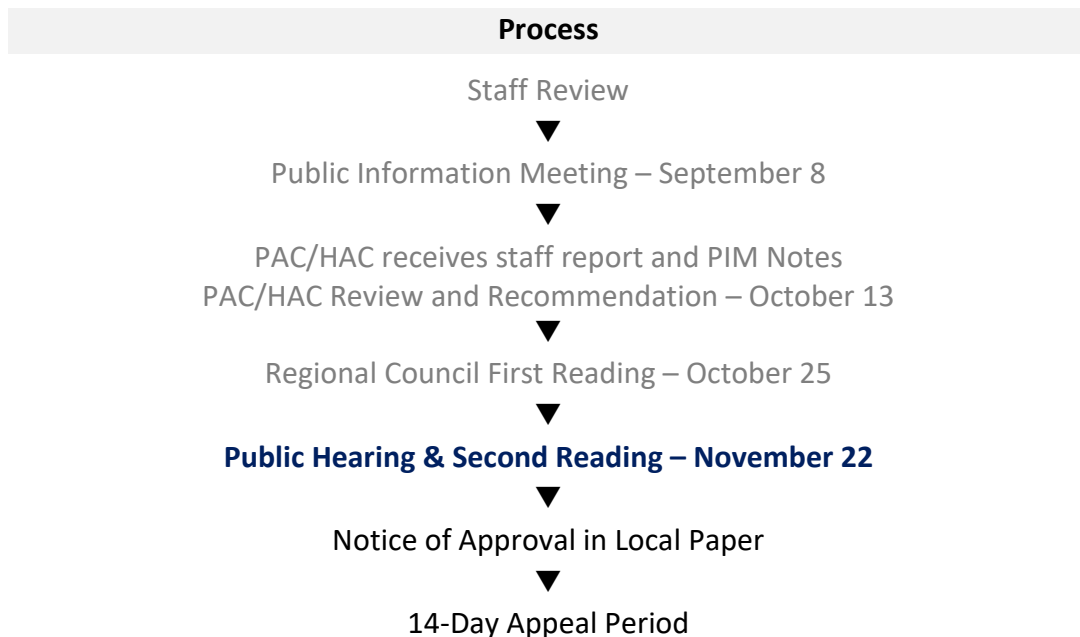 Process
Staff Review
Public Information Meeting – September 8
PAC/HAC receives staff report and PIM Notes
PAC/HAC Review and Recommendation – October 13
Regional Council First Reading – October 25
Public Hearing & Second Reading – November 22
Notice of Approval in Local Paper
14-Day Appeal Period